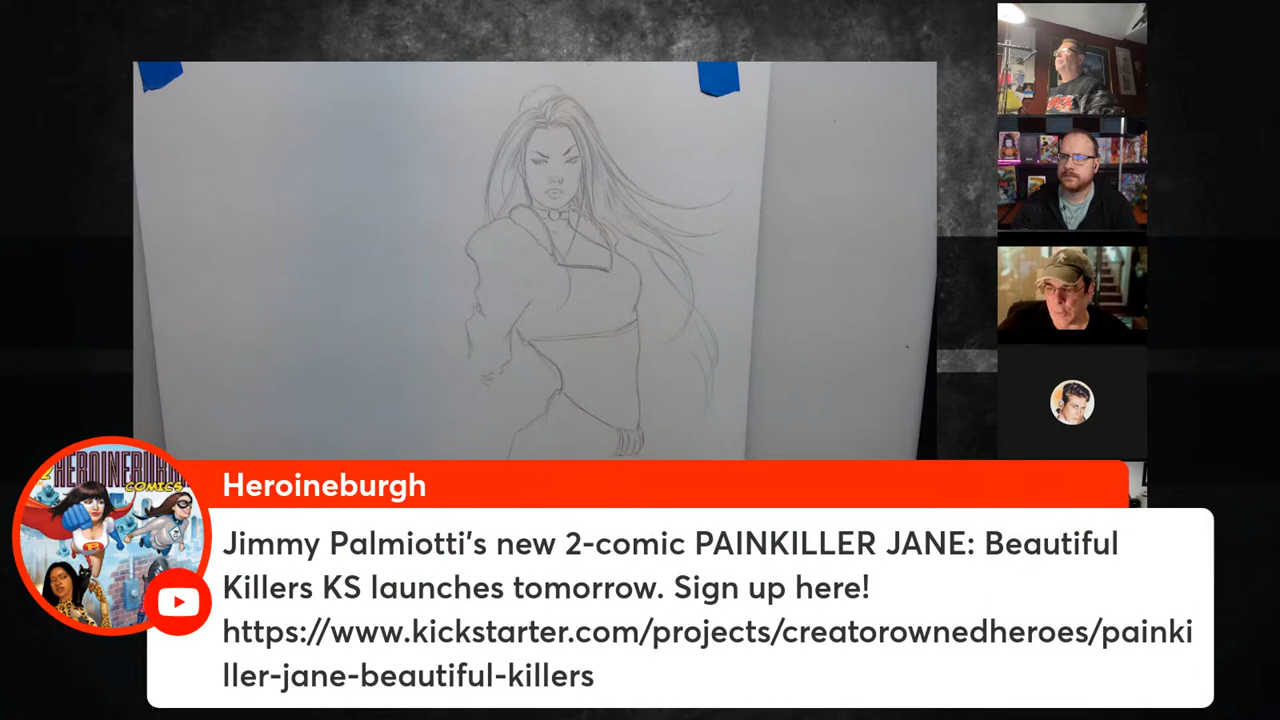 Heroineburgh
Jimmy Palmiotti's new 2-comic PAINKILLER JANE: Beautiful
Killers KS launches tomorrow. Sign up here!
https://www.kickstarter.com/projects/creatorownedheroes/painki
ller-jane-beautiful-killers
COMICS